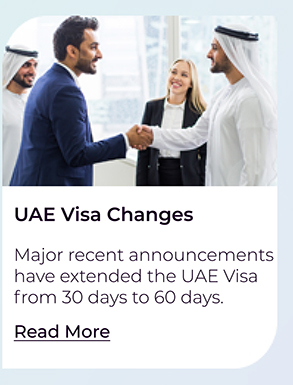 UAE Visa Changes
Major recent announcements
have extended the UAE Visa
from 30 days to 60 days.
Read More